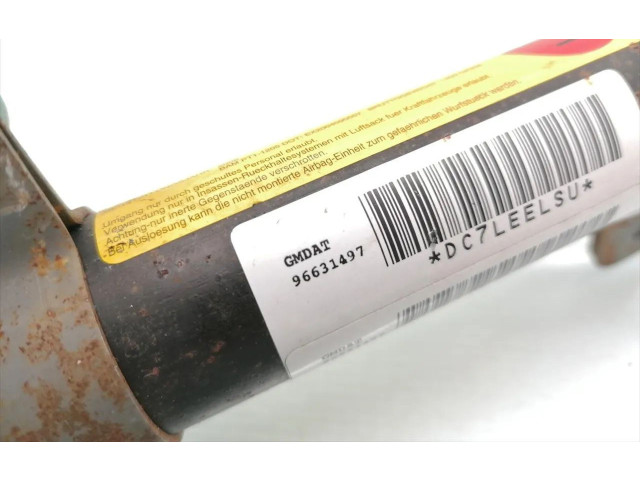 Umgang nur durch geschultes Personal erlaubt.
Verwendung nur in Insassen-Rueckhaltesystemen mit Luftsack fuer Kraftfahrzeuge erlaubt
Achtung-nur inerte Gegenstaende verschrotten.
-BO Ausloesung kann die nicht montierte Airbag-Einheit zum gefaehrlichen Wurfstueck werden.
GMDAT
96631497
*DC7LEELSU*